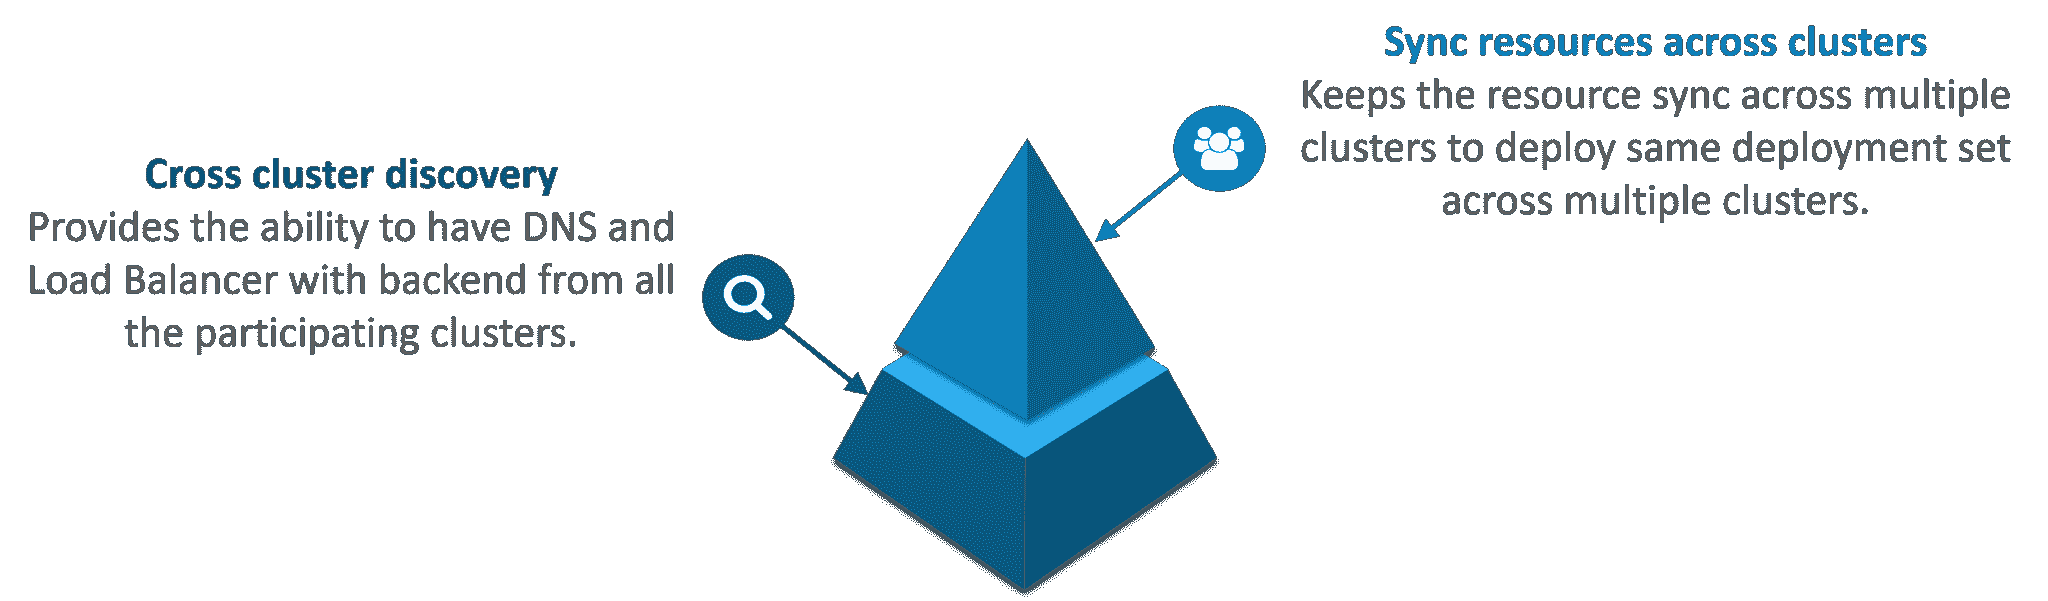 Cross cluster discovery
Provides the ability to have DNS and
Load Balancer with backend from all
the participating clusters.
Sync resources across clusters
Keeps the resource sync across multiple
clusters to deploy same deployment set
across multiple clusters.